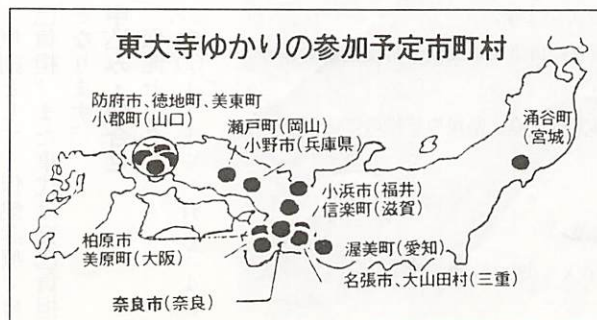 東大寺ゆかりの参加予定市町村
防府市、徳地町、美東町
小郡町(山口)
瀬戸町(岡山)
小野市(兵庫県)
涌谷町
(宮城)
小浜市(福井)
信楽町(滋賀)
柏原市
美原町(大阪)
渥美町(愛知)
名張市、大山田村(三重)
奈良市(奈良)